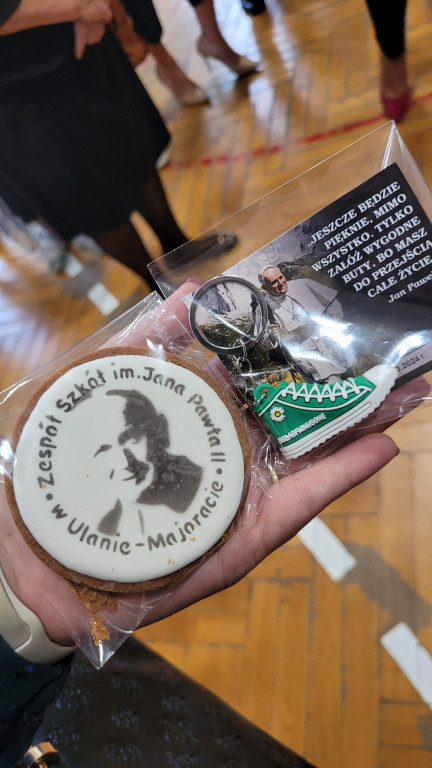 Zespół Szkół im. Jana Pawła II
• w Ulanie-Majoracie •
JESZCZE BĘDZIE
PIĘKNIE, MIMO
WSZYSTKO. TYLKO
ZAŁÓŻ WYGODNE
BUTY, BO MASZ
DO PRZEJŚCIA
CAŁE ŻYCIE.
Jan Paweł
.2024 r.